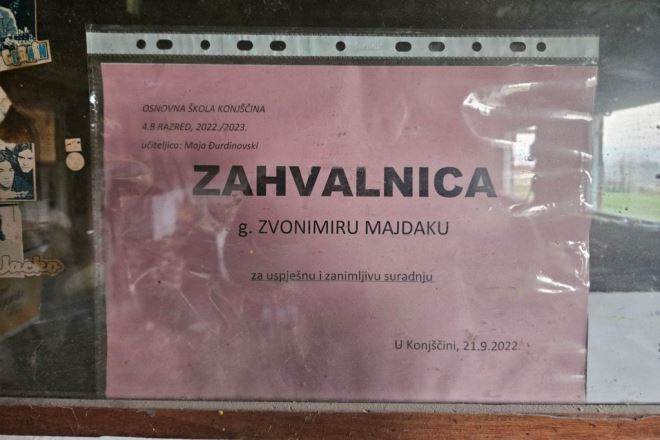 OSNOVNA ŠKOLA KONJŠČINA
4.B RAZRED, 2022./2023.
učiteljica: Maja Đurdinovski
ZAHVALNICA
g. ZVONIMIRU MAJDAKU
za uspješnu i zanimljivu suradnju
U Konjščini, 21.9.2022.
Jacko